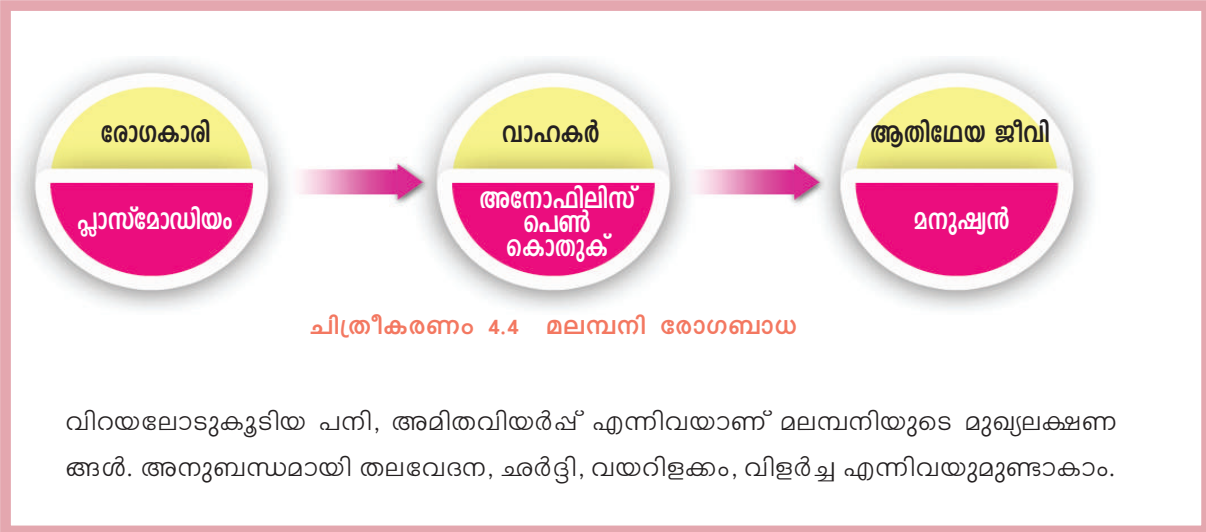 രോഗകാരി
പ്ലാസ്മോഡിയം
വാഹകർ
അനോഫിലിസ്
പെൺ
കൊതുക്
ആതിഥേയ ജീവി
മനുഷ്യൻ
ചിത്രീകരണം 4.4 മലമ്പനി രോഗബാധ
വിറയലോടുകൂടിയ പനി, അമിതവിയർപ്പ് എന്നിവയാണ് മലമ്പനിയുടെ മുഖ്യലക്ഷണ
ങ്ങൾ. അനുബന്ധമായി തലവേദന, ഛർദ്ദി, വയറിളക്കം, വിളർച്ച എന്നിവയുമുണ്ടാകാം.